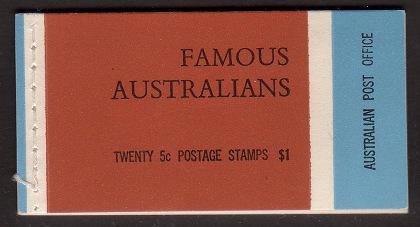 FAMOUS
AUSTRALIANS
TWENTY 5c POSTAGE STAMPS $1
AUSTRALIAN POST OFFICE